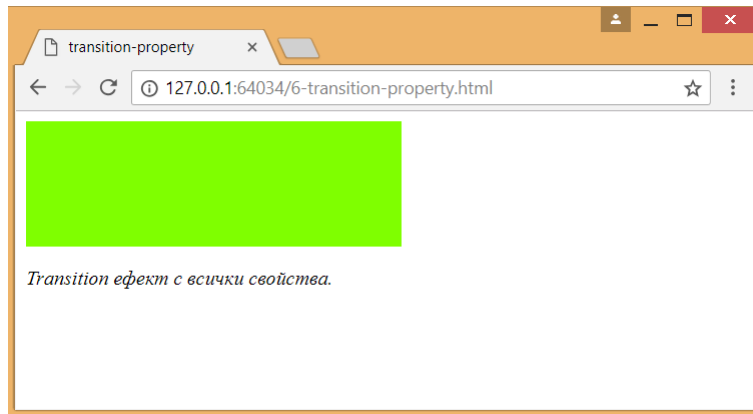 transition-property
127.0.0.1:64034/6-transition-property.html
Transition ефект с всички свойства.